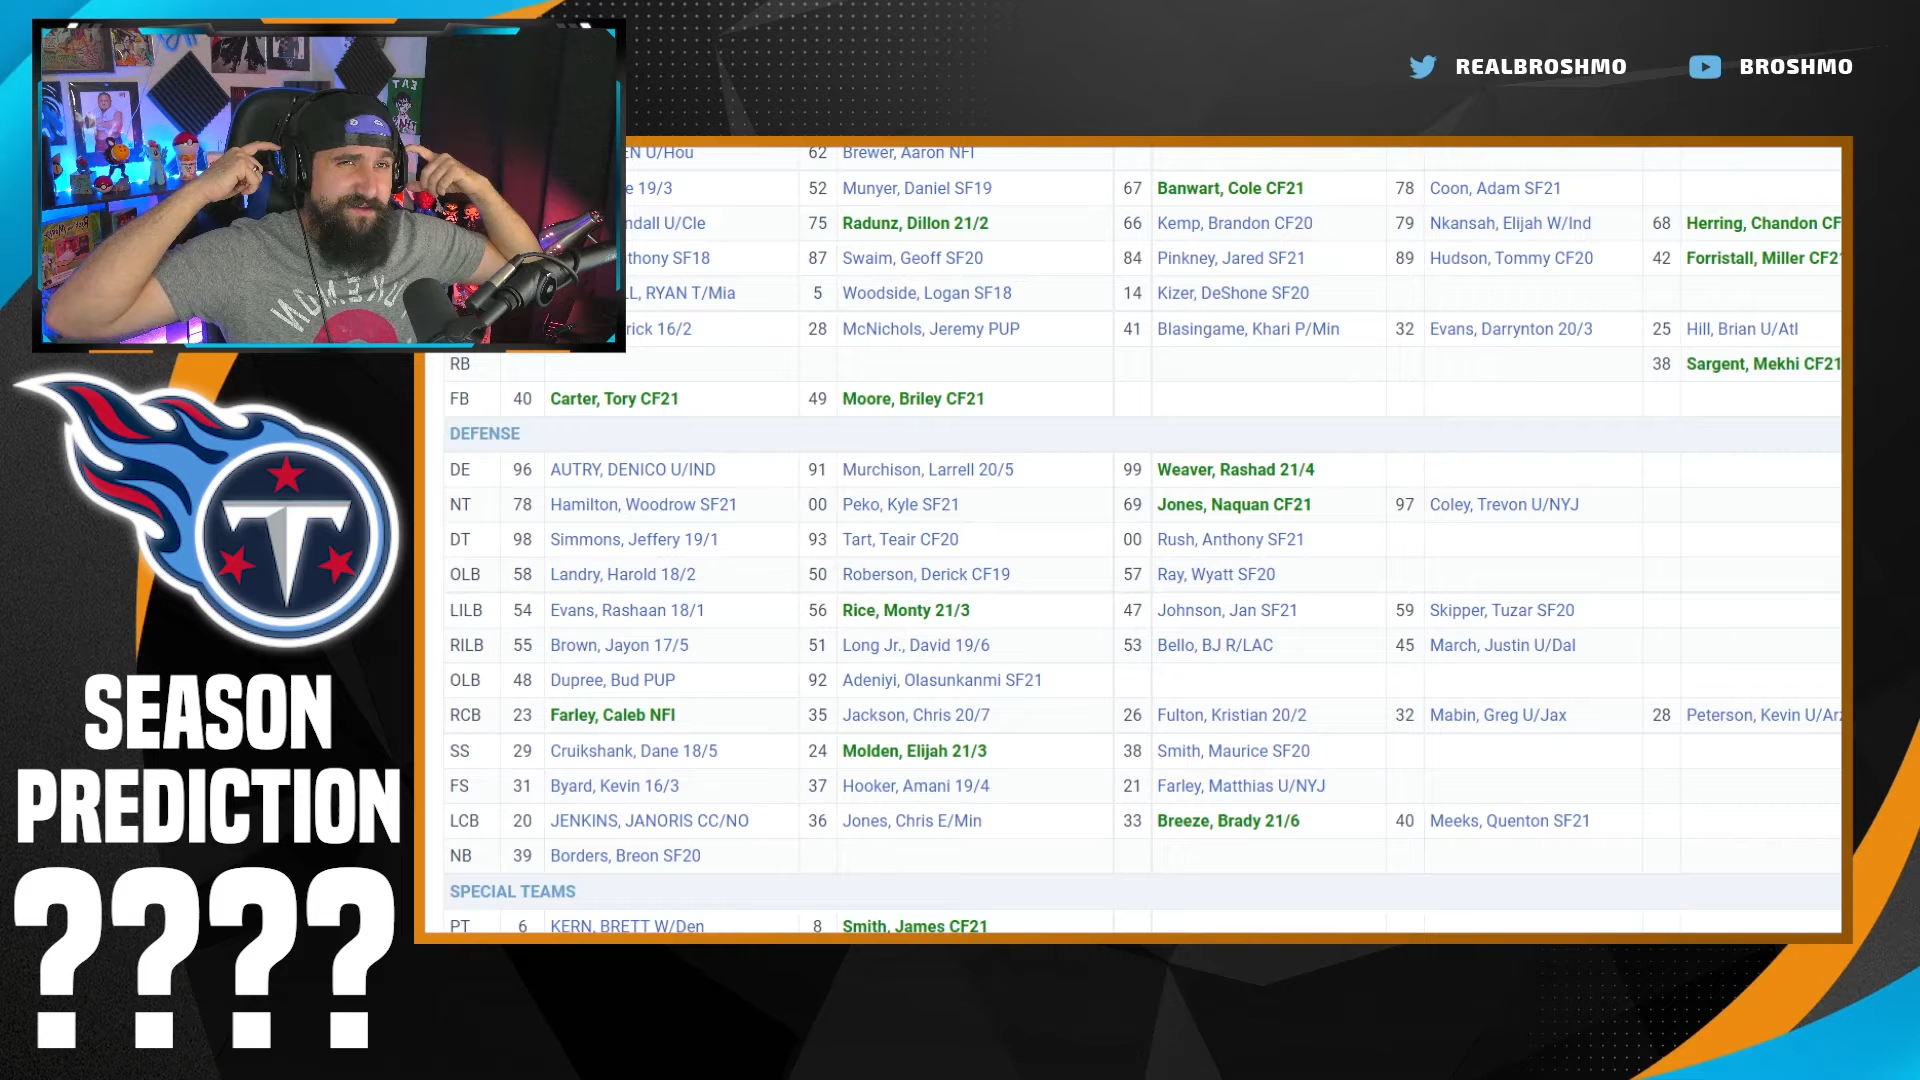 REALBROSHMO BROSHMO
EN U/Hou 62 Brewer, Aaron NFI
e 19/3 52 Munyer, Daniel SF19 67 Banwart, Cole CF21 78 Coon, Adam SF21
ndall U/Cle 75 Radunz, Dillon 21/2 66 Kemp, Brandon CF20 79 Nkansah, Elijah W/Ind 68 Herring, Chandon CF
thony SF18 87 Swaim, Geoff SF20 84 Pinkney, Jared SF21 89 Hudson, Tommy CF20 42 Forristall, Miller CF21
LL, RYAN T/Mia 5 Woodside, Logan SF18 14 Kizer, DeShone SF20
rick 16/2 28 McNichols, Jeremy PUP 41 Blasingame, Khari P/Min 32 Evans, Darrynton 20/3 25 Hill, Brian U/Atl
RB 38 Sargent, Mekhi CF21
FB 40 Carter, Tory CF21 49 Moore, Briley CF21
DEFENSE
DE 96 AUTRY, DENICO U/IND 91 Murchison, Larrell 20/5 99 Weaver, Rashad 21/4
NT 78 Hamilton, Woodrow SF21 00 Peko, Kyle SF21 69 Jones, Naquan CF21 97 Coley, Trevon U/NYJ
DT 98 Simmons, Jeffery 19/1 93 Tart, Teair CF20 00 Rush, Anthony SF21
OLB 58 Landry, Harold 18/2 50 Roberson, Derick CF19 57 Ray, Wyatt SF20
LILB 54 Evans, Rashaan 18/1 56 Rice, Monty 21/3 47 Johnson, Jan SF21 59 Skipper, Tuzar SF20
RILB 55 Brown, Jayon 17/5 51 Long Jr., David 19/6 53 Bello, BJ R/LAC 45 March, Justin U/Dal
OLB 48 Dupree, Bud PUP 92 Adeniyi, Olasunkanmi SF21
RCB 23 Farley, Caleb NFI 35 Jackson, Chris 20/7 26 Fulton, Kristian 20/2 32 Mabin, Greg U/Jax 28 Peterson, Kevin U/Ar
SS 29 Cruikshank, Dane 18/5 24 Molden, Elijah 21/3 38 Smith, Maurice SF20
FS 31 Byard, Kevin 16/3 37 Hooker, Amani 19/4 21 Farley, Matthias U/NYJ
LCB 20 JENKINS, JANORIS CC/NO 36 Jones, Chris E/Min 33 Breeze, Brady 21/6 40 Meeks, Quenton SF21
NB 39 Borders, Breon SF20
SPECIAL TEAMS
PT 6 KERN, BRETT W/Den 8 Smith, James CF21
T
SEASON
PREDICTION
????